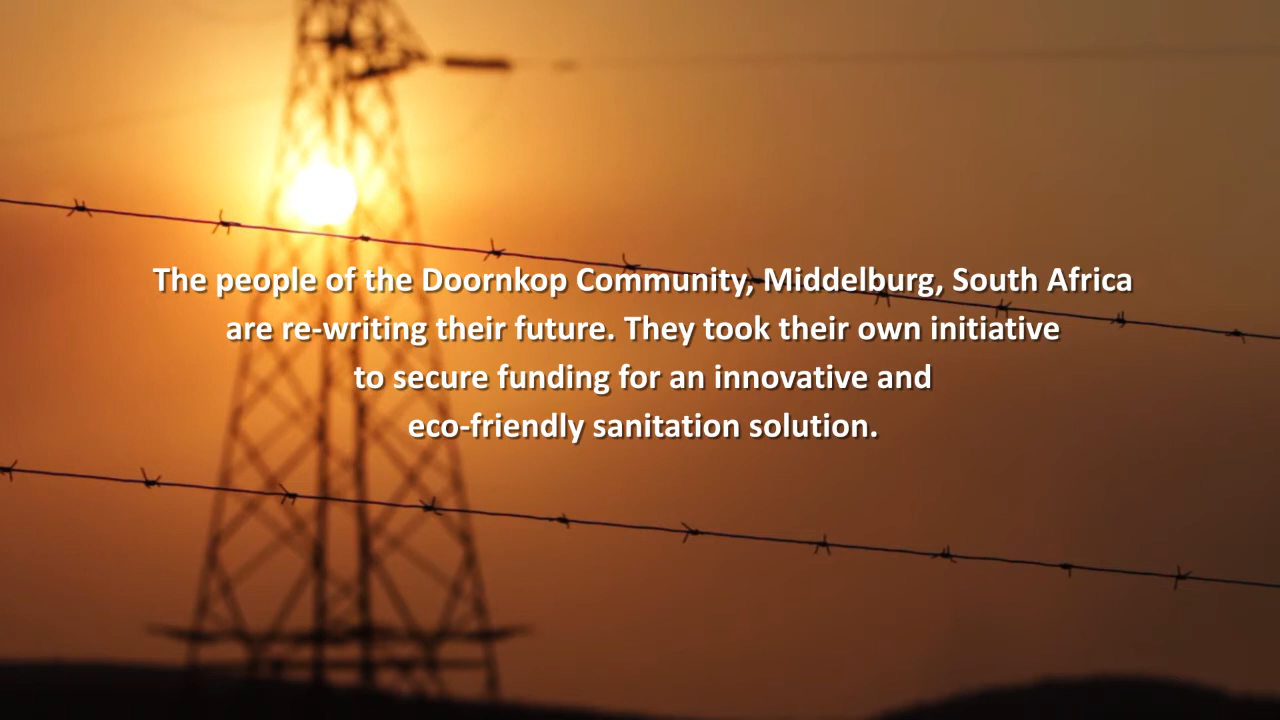 The people of the Doornkop Community, Middelburg, South Africa
are re-writing their future. They took their own initiative
to secure funding for an innovative and
eco-friendly sanitation solution.